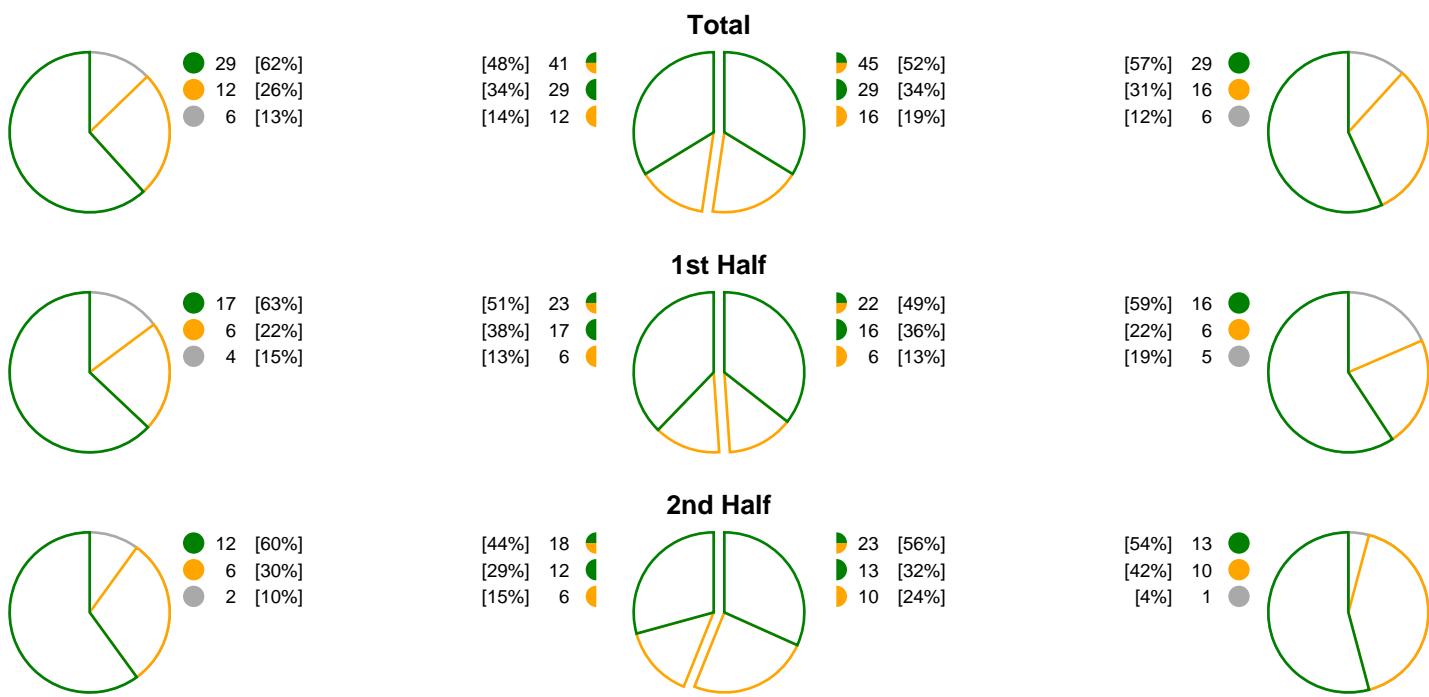 Total
29 [62%] [48%] 41 45 [52%] [57%] 29
12 [26%] [34%] 29 29 [34%] [31%] 16
6 [13%] [14%] 12 16 [19%] [12%] 6
1st Half
17 [63%] [51%] 23 22 [49%] [59%] 16
6 [22%] [38%] 17 16 [36%] [22%] 6
4 [15%] [13%] 6 6 [13%] [19%] 5
2nd Half
12 [60%] [44%] 18 23 [56%] [54%] 13
6 [30%] [29%] 12 13 [32%] [42%] 10
2 [10%] [15%] 6 10 [24%] [4%] 1